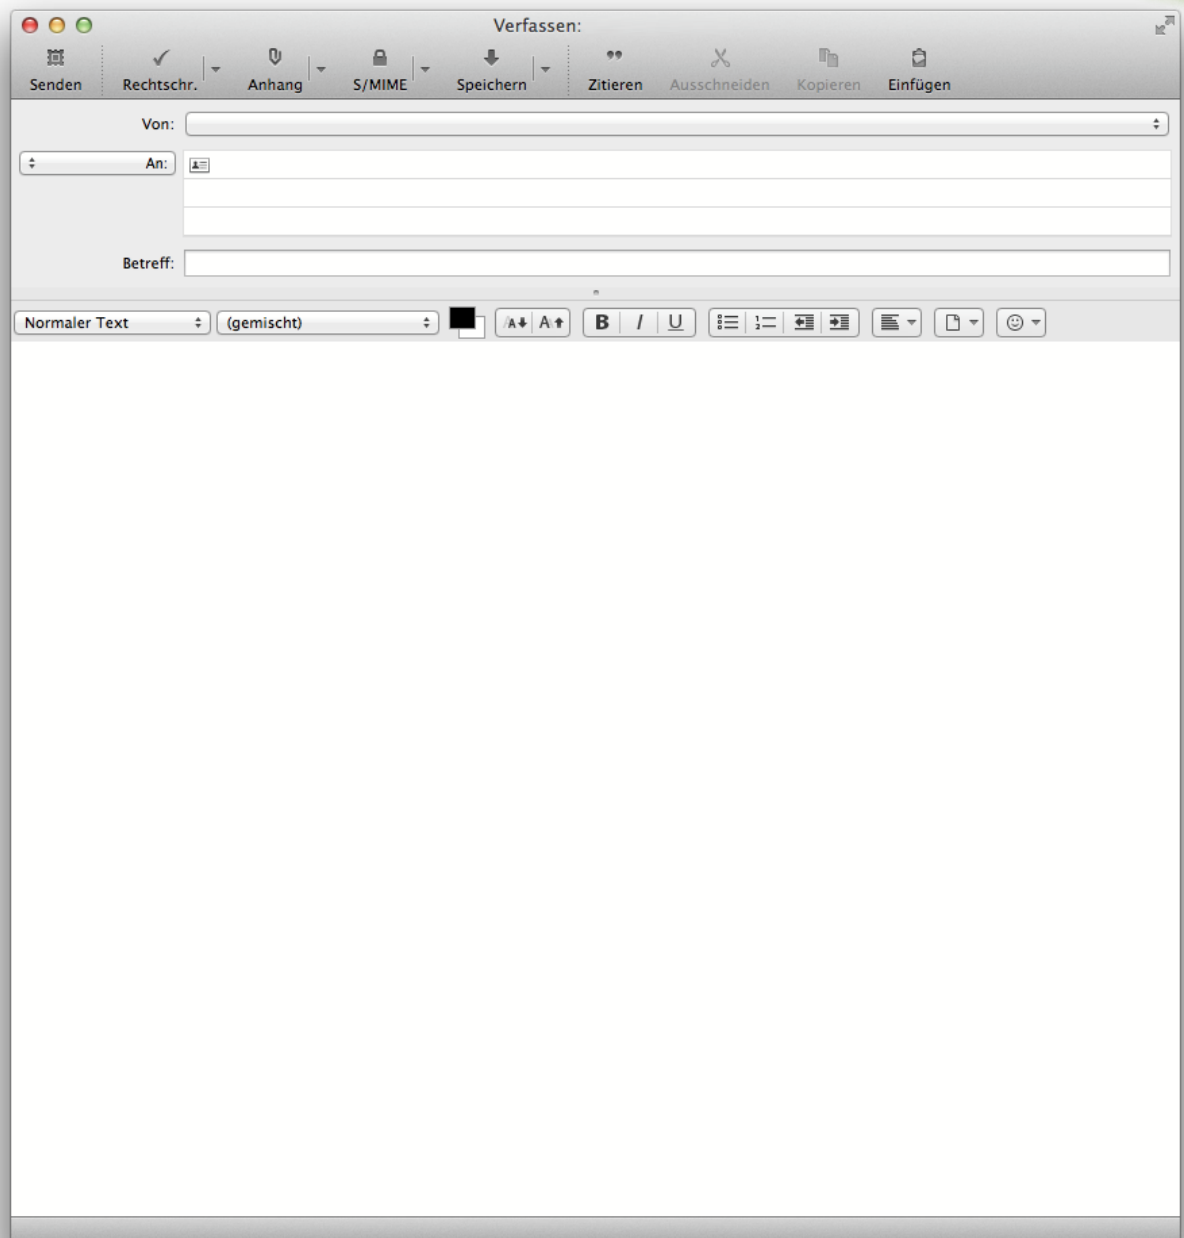 Verfassen:
Senden Rechtschr. Anhang S/MIME Speichern Zitieren Ausschneiden Kopieren Einfügen
Von:
An:
Betreff:
Normaler Text (gemischt) A A B I U